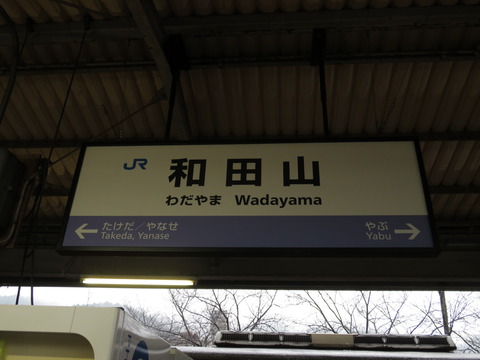 JR 和田山
わだやま Wadayama
← たけだ/やなせ
Takeda, Yanase
やぶ →
Yabu